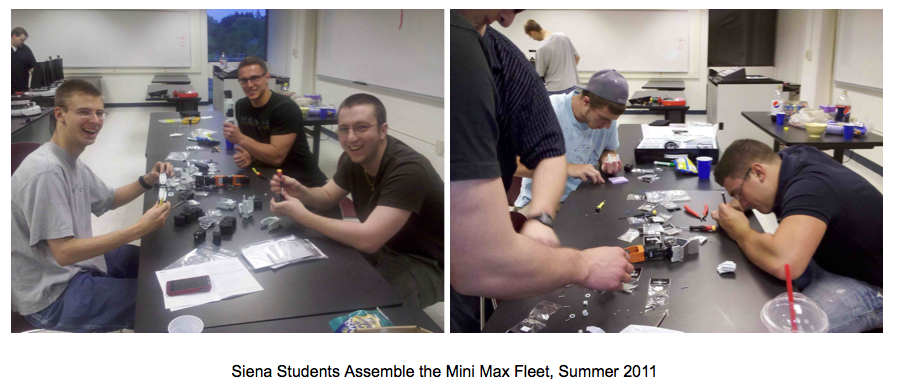 Siena Students Assemble the Mini Max Fleet, Summer 2011